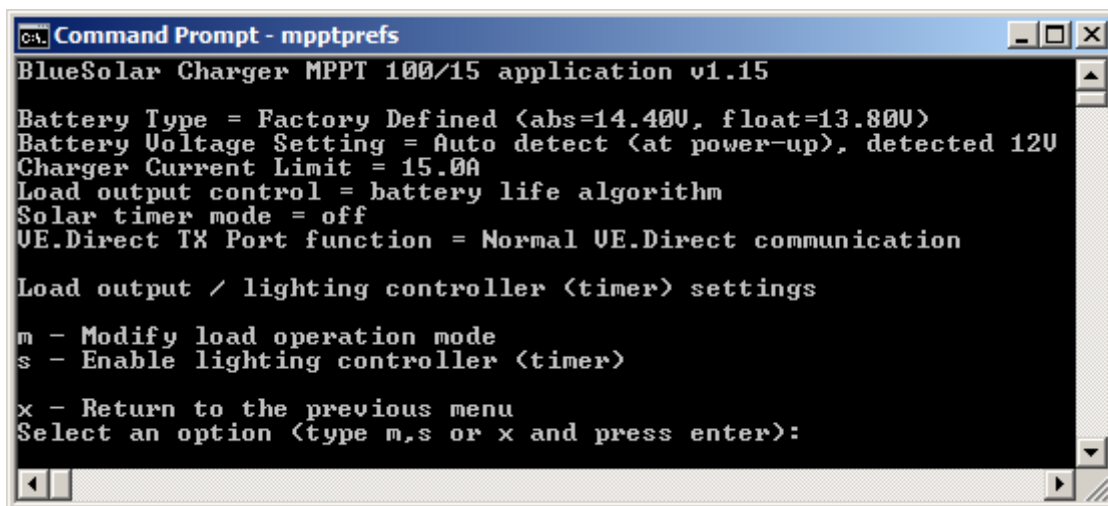 Command Prompt - mpptprefs
BlueSolar Charger MPPT 100/15 application v1.15
Battery Type = Factory Defined (abs=14.40V, float=13.80V)
Battery Voltage Setting = Auto detect (at power-up), detected 12V
Charger Current Limit = 15.0A
Load output control = battery life algorithm
Solar timer mode = off
VE.Direct TX Port function = Normal VE.Direct communication
Load output / lighting controller (timer) settings
m - Modify load operation mode
s - Enable lighting controller (timer)
x - Return to the previous menu
Select an option (type m,s or x and press enter):